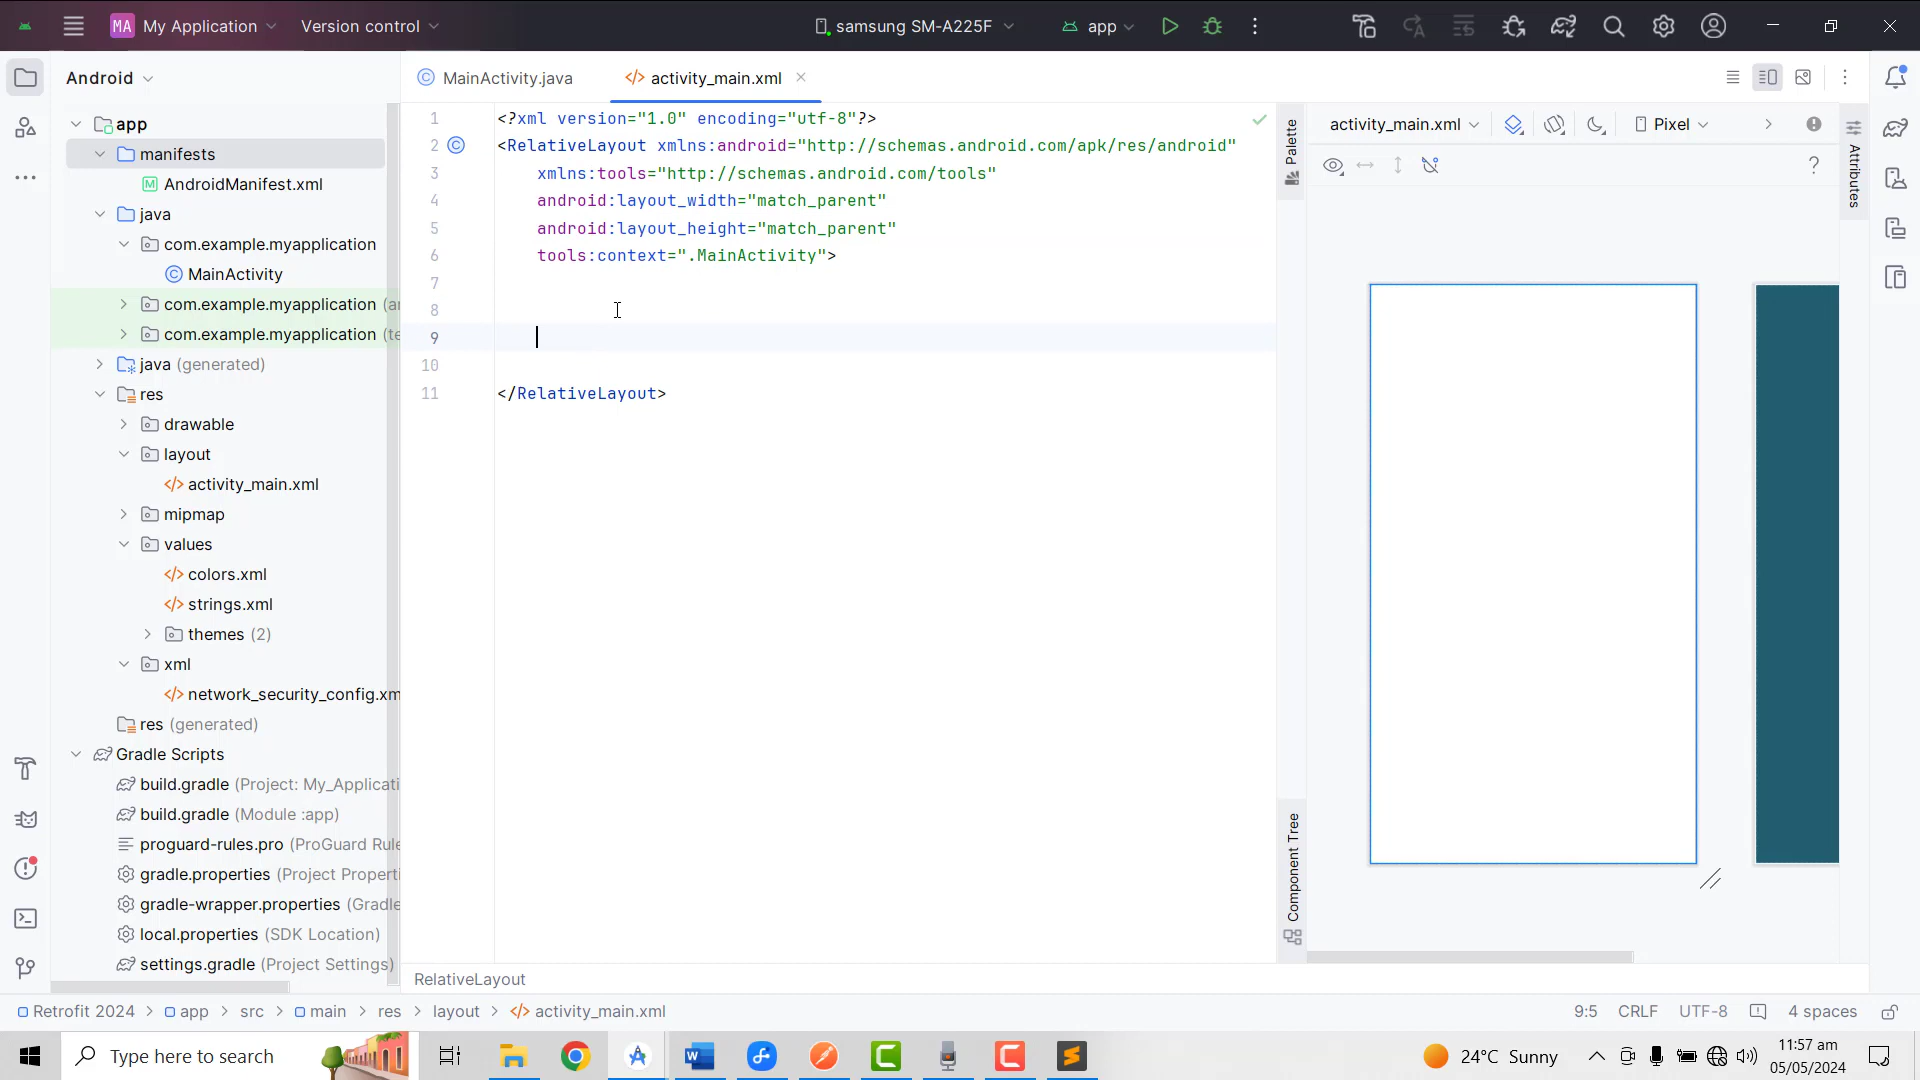 MA My Application Version control samsung SM-A225F app
Android
MainActivity.java activity_main.xml
app
manifests
AndroidManifest.xml
java
com.example.myapplication
MainActivity
com.example.myapplication (a
com.example.myapplication (te
java (generated)
res
drawable
layout
activity_main.xml
mipmap
values
colors.xml
strings.xml
themes (2)
xml
network_security_config.xm
res (generated)
Gradle Scripts
build.gradle (Project: My_Applicati
build.gradle (Module :app)
proguard-rules.pro (ProGuard Rule
gradle.properties (Project Properti
gradle-wrapper.properties (Gradle
local.properties (SDK Location)
settings.gradle (Project Settings)
1 <?xml version="1.0" encoding="utf-8"?>
2 <RelativeLayout xmlns:android="http://schemas.android.com/apk/res/android"
3 xmlns:tools="http://schemas.android.com/tools"
4 android:layout_width="match_parent"
5 android:layout_height="match_parent"
6 tools:context=".MainActivity">
7
8
9
10
11 </RelativeLayout>
RelativeLayout
Palette
Component Tree
activity_main.xml Pixel
Attributes
Retrofit 2024 > app > src > main > res > layout > activity_main.xml
9:5 CRLF UTF-8 4 spaces
Type here to search
24°C Sunny
11:57 am
05/05/2024